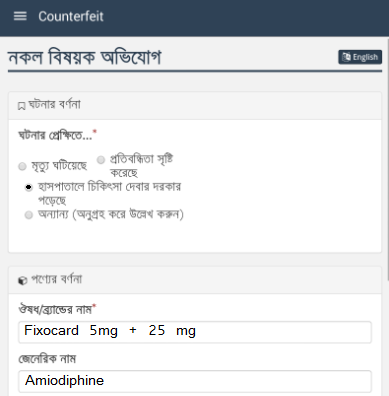 Counterfeit
নকল বিষয়ক অভিযোগ
English
ঘটনার বর্ণনা
ঘটনার প্রেক্ষিতে...*
মৃত্যু ঘটিয়েছে
প্রতিবন্ধিতা সৃষ্টি
করেছে
হাসপাতালে চিকিৎসা দেবার দরকার
পড়েছে
অন্যান্য (অনুগ্রহ করে উল্লেখ করুন)
পণ্যের বর্ণনা
ঔষধ/ব্র্যান্ডের নাম*
Fixocard 5mg + 25 mg
জেনেরিক নাম
Amiodiphine